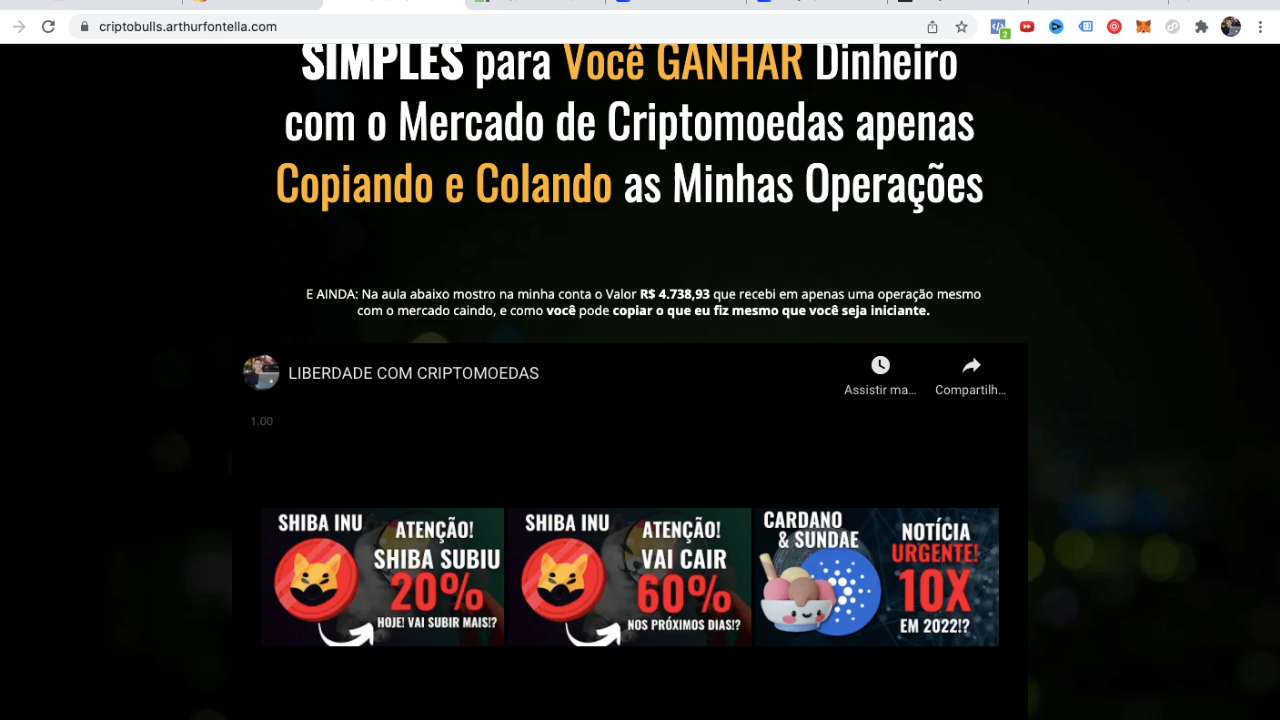 criptobulls.arthurfontella.com
2
SIMPLES para Você GANHAR Dinheiro
com o Mercado de Criptomoedas apenas
Copiando e Colando as Minhas Operações
E AINDA: Na aula abaixo mostro na minha conta o Valor R$ 4.738,93 que recebi em apenas uma operação mesmo
com o mercado caindo, e como você pode copiar o que eu fiz mesmo que você seja iniciante.
LIBERDADE COM CRIPTOMOEDAS
Assistir ma...
Compartilh...
1.00
SHIBA INU
ATENÇÃO!
SHIBA SUBIU
20%
HOJE! VAI SUBIR MAIS!?
SHIBA INU
ATENÇÃO!
VAI CAIR
60%
NOS PRÓXIMOS DIAS!?
CARDANO
& SUNDAE
NOTÍCIA
URGENTE!
10X
EM 2022!?